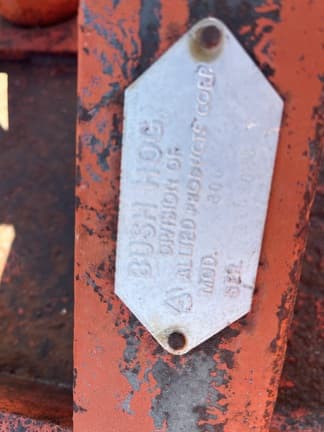 BUSH HOG
DIVISION OF
ALLIED PRODUCTS CORP.
MOD.
SER.